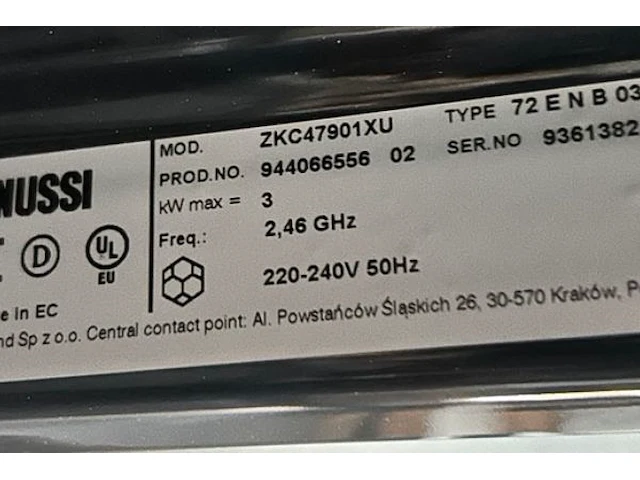 NUSSI
MOD. ZKC47901XU TYPE 72 E N B 03
PROD.NO. 944066556 02 SER.NO 9361382
kW max = 3
Freq.: 2,46 GHz
D UL EU
220-240V 50Hz
e in EC
nd Sp z o.o. Central contact point: Al. Powstańców Śląskich 26, 30-570 Kraków, P